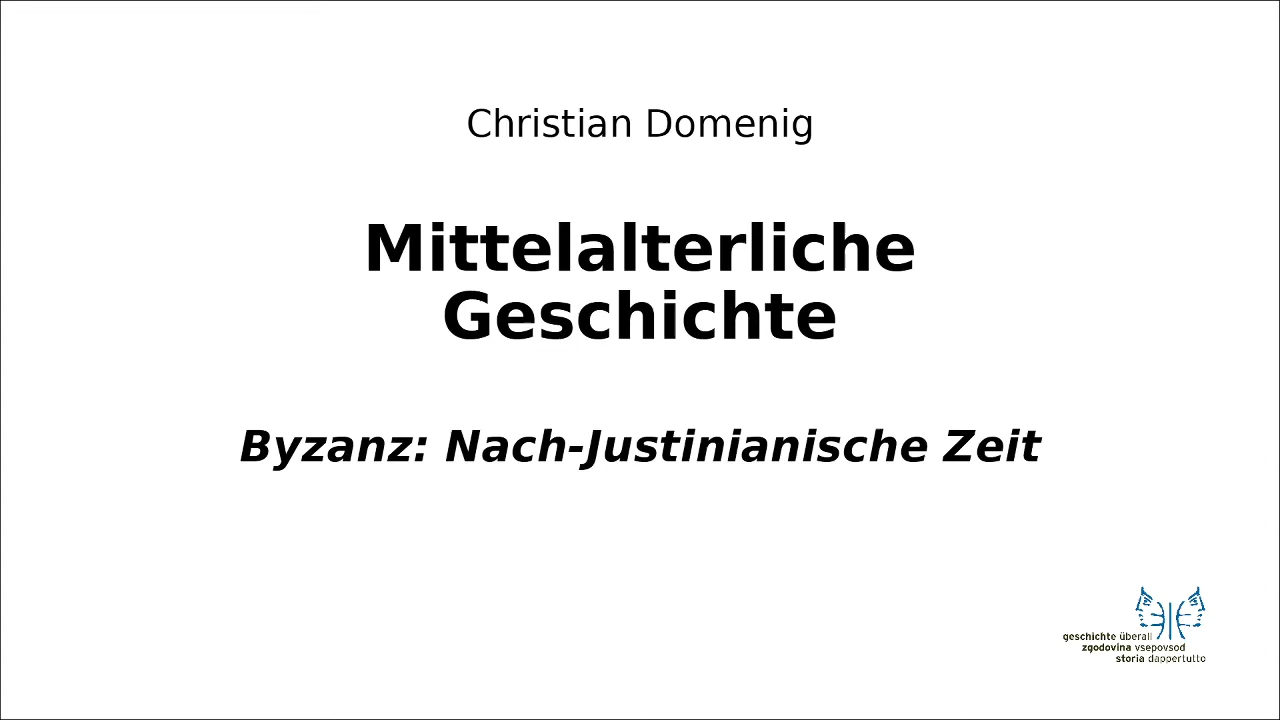 Christian Domenig
Mittelalterliche
Geschichte
Byzanz: Nach-Justinianische Zeit
geschichte überall
zgodovina vsepovsod
storia dappertutto